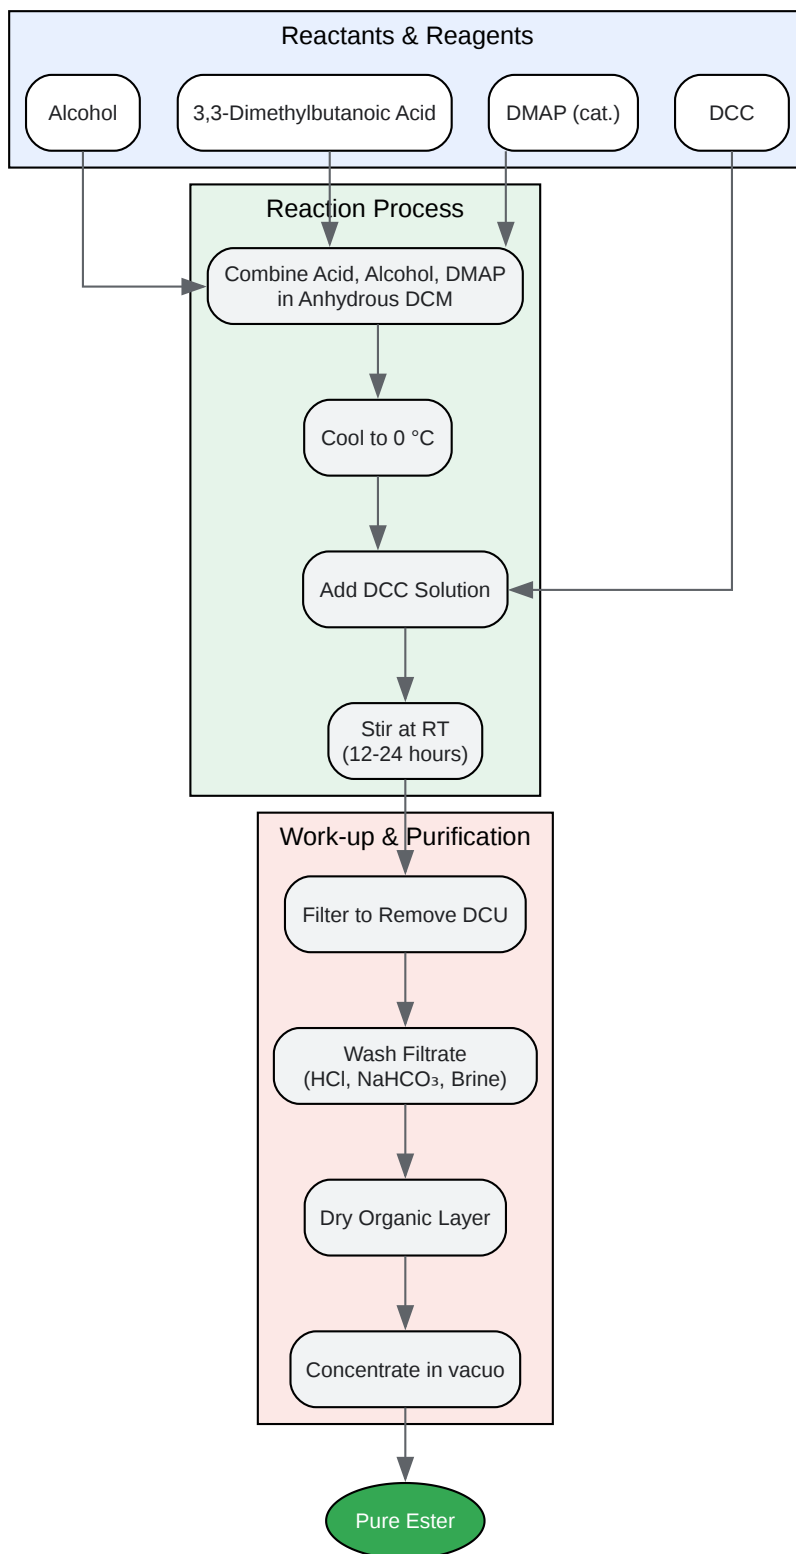 Reactants & Reagents
Alcohol
3,3-Dimethylbutanoic Acid
DMAP (cat.)
DCC
Reaction Process
Combine Acid, Alcohol, DMAP
in Anhydrous DCM
Cool to 0 °C
Add DCC Solution
Stir at RT
(12-24 hours)
Work-up & Purification
Filter to Remove DCU
Wash Filtrate
(HCl, NaHCO₃, Brine)
Dry Organic Layer
Concentrate in vacuo
Pure Ester